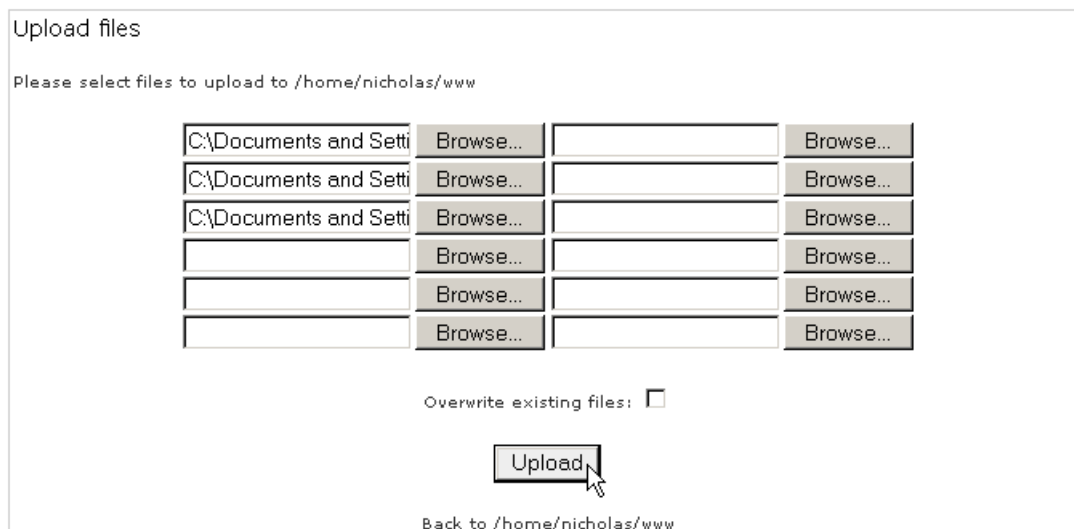 Upload files
Please select files to upload to /home/nicholas/www
C:\Documents and Setti Browse... Browse...
C:\Documents and Setti Browse... Browse...
C:\Documents and Setti Browse... Browse...
Browse... Browse...
Browse... Browse...
Browse... Browse...
Overwrite existing files:
Upload
Back to /home/nicholas/www